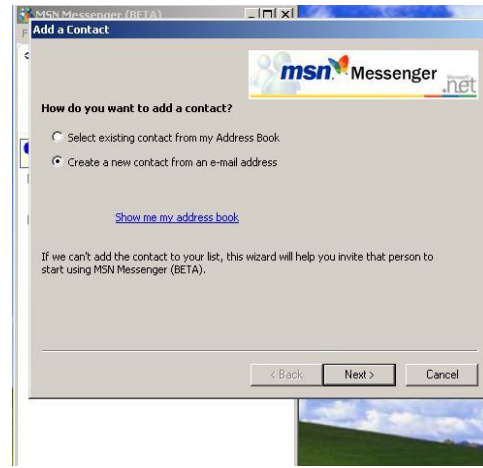 MSN Messenger (BETA)
Add a Contact
msn Messenger
Microsoft
.net
How do you want to add a contact?
Select existing contact from my Address Book
Create a new contact from an e-mail address
Show me my address book
If we can't add the contact to your list, this wizard will help you invite that person to
start using MSN Messenger (BETA).
< Back Next > Cancel